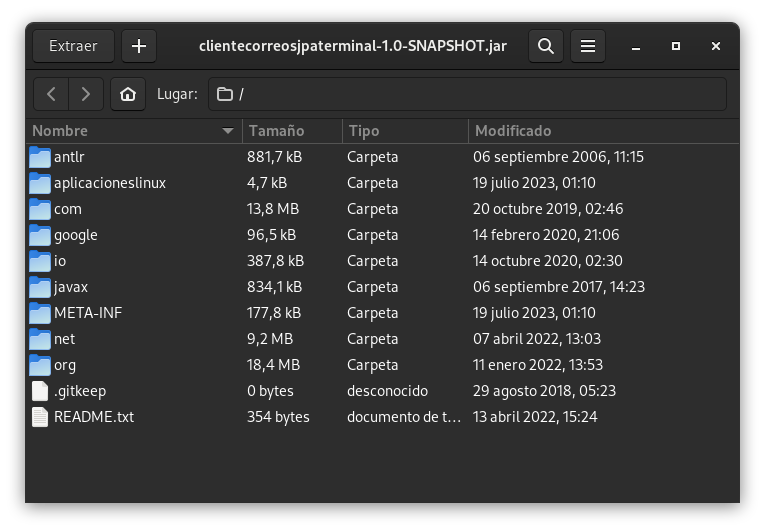 Extraer clientecorreosjpaterminal-1.0-SNAPSHOT.jar
Lugar: /
Nombre Tamaño Tipo Modificado
antlr 881,7 kB Carpeta 06 septiembre 2006, 11:15
aplicacioneslinux 4,7 kB Carpeta 19 julio 2023, 01:10
com 13,8 MB Carpeta 20 octubre 2019, 02:46
google 96,5 kB Carpeta 14 febrero 2020, 21:06
io 387,8 kB Carpeta 14 octubre 2020, 02:30
javax 834,1 kB Carpeta 06 septiembre 2017, 14:23
META-INF 177,8 kB Carpeta 19 julio 2023, 01:10
net 9,2 MB Carpeta 07 abril 2022, 13:03
org 18,4 MB Carpeta 11 enero 2022, 13:53
.gitkeep 0 bytes desconocido 29 agosto 2018, 05:23
README.txt 354 bytes documento de t... 13 abril 2022, 15:24